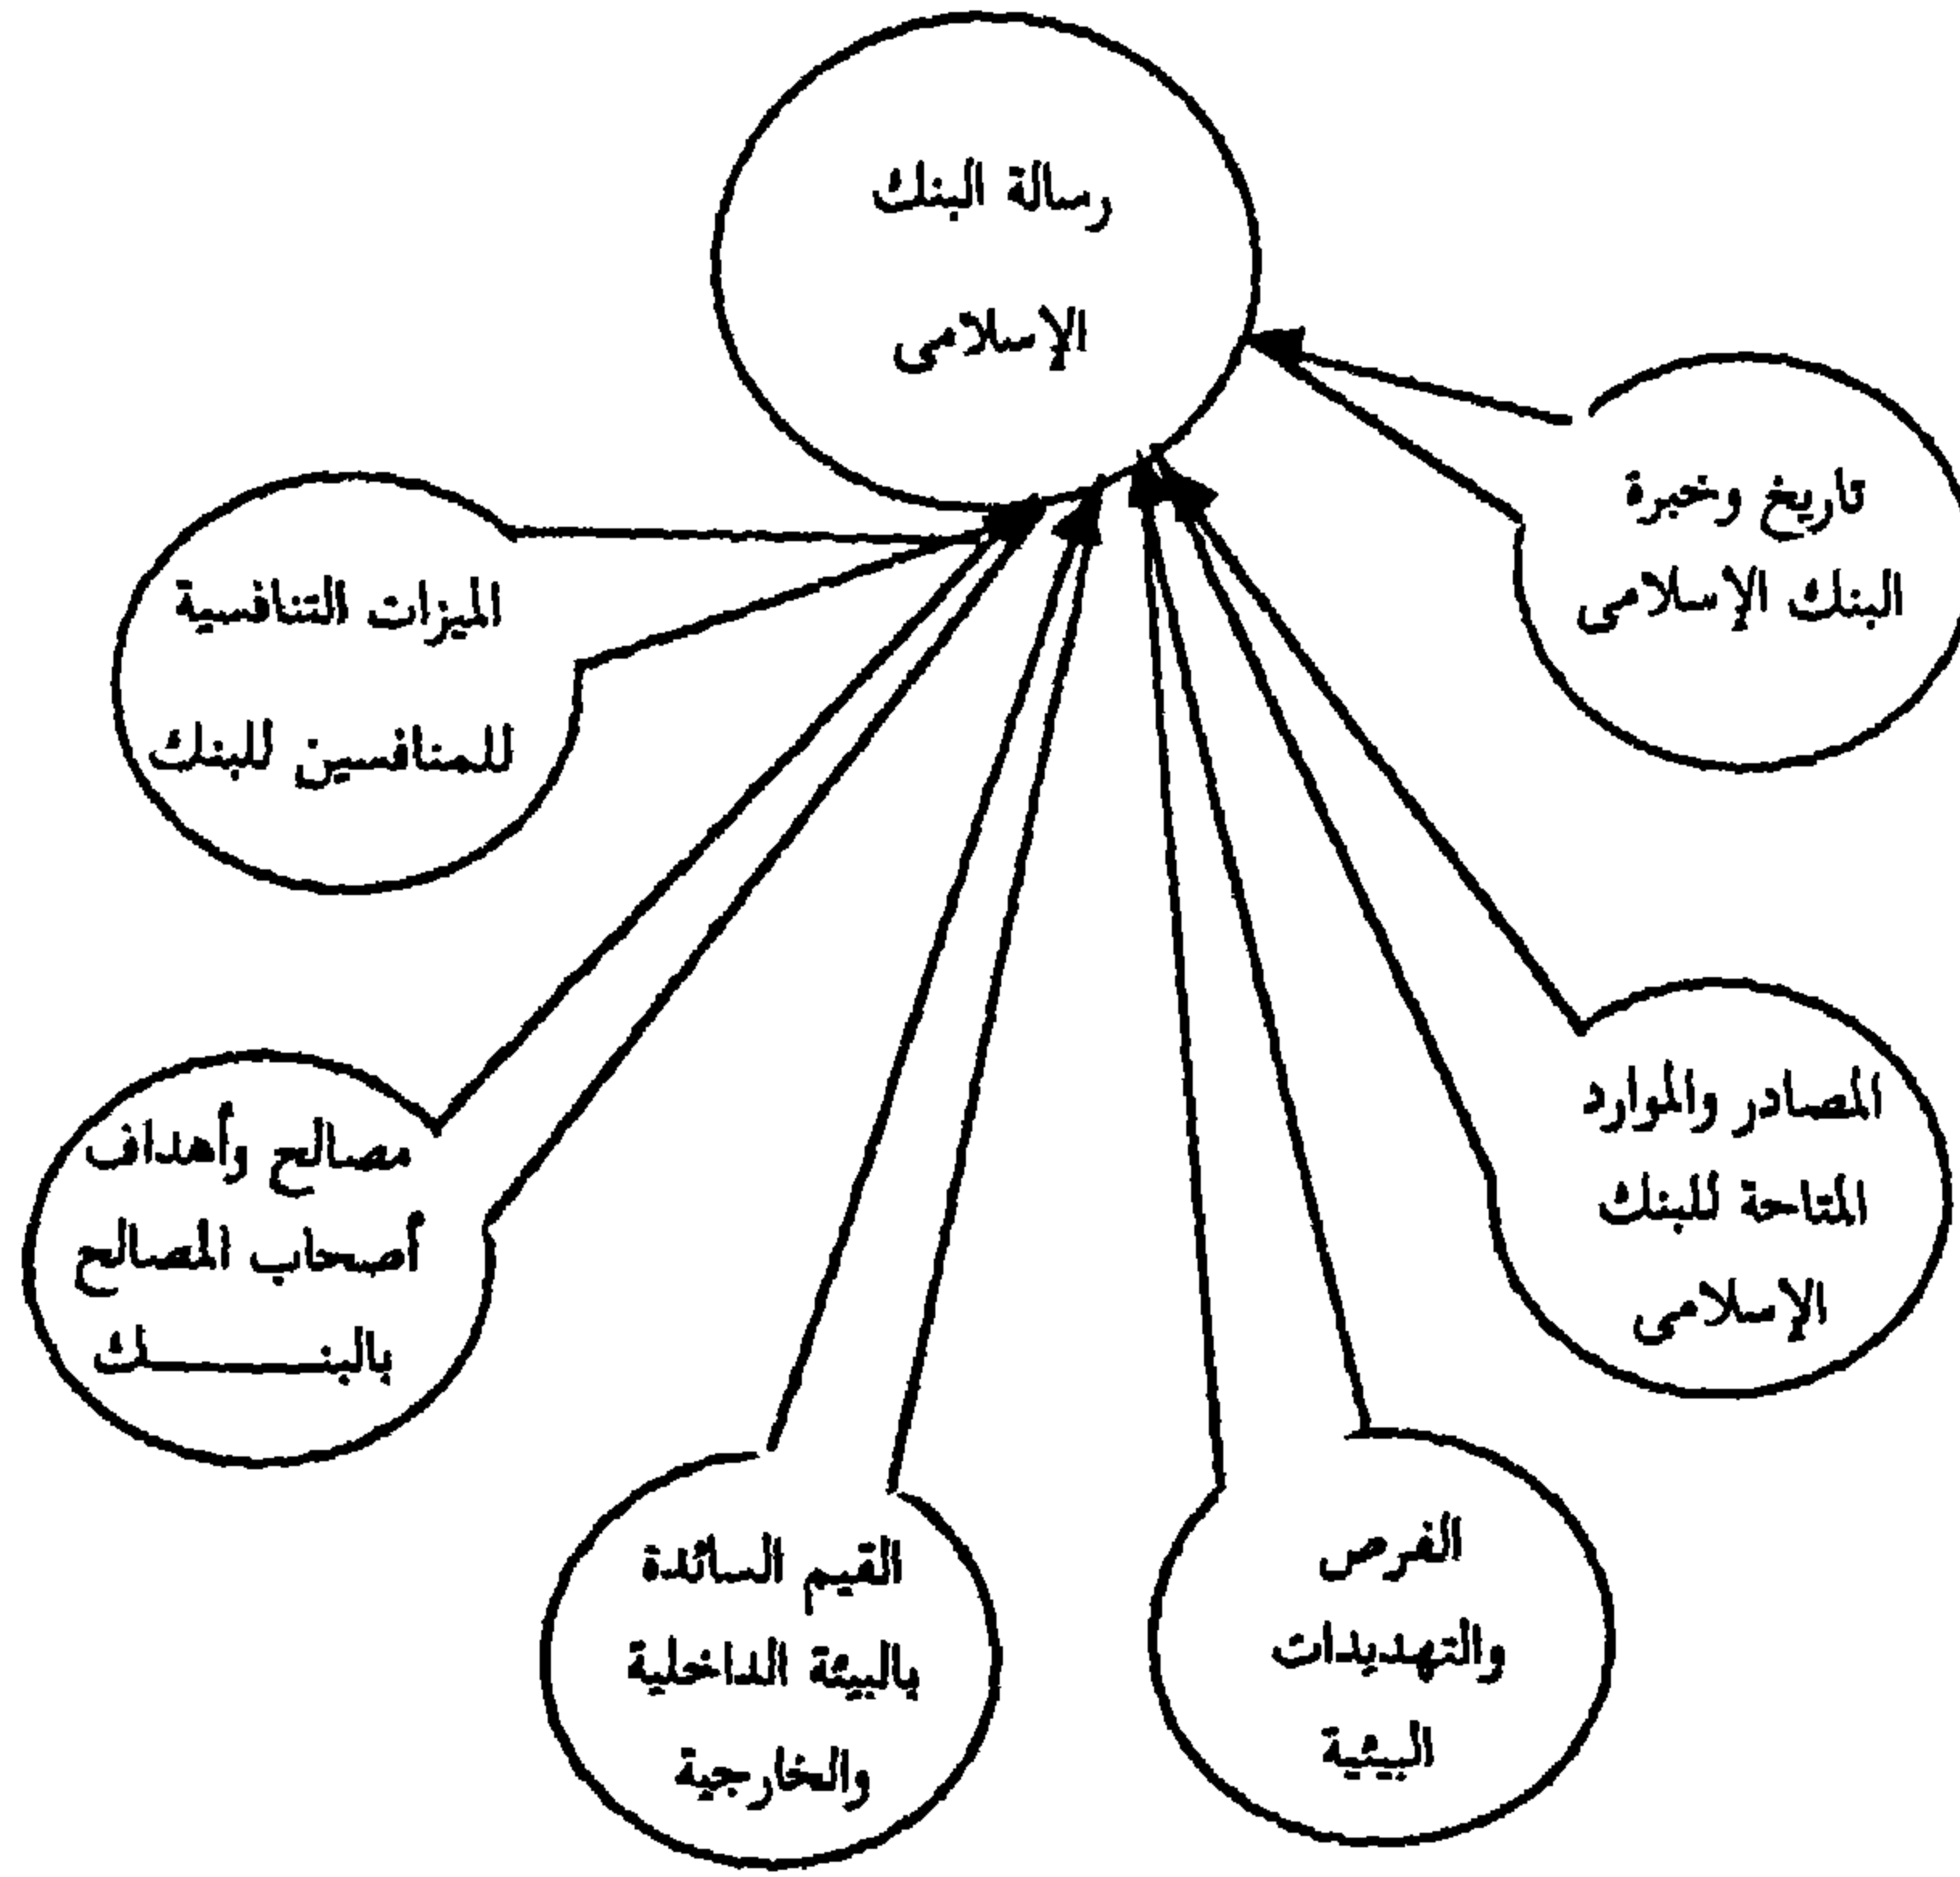 رسالة البنك
الإسلامى
تاريخ وخبرة
البنك الإسلامى
الميزات التنافسية
للمنافسين للبنك
المصادر والموارد
المتاحة للبنك
الإسلامى
مصالح وأهداف
أصحاب المصالح
بالبنـــــــــك
الفرص
والتهديدات
البيئية
القيم السائدة
بالبيئة الداخلية
والخارجية